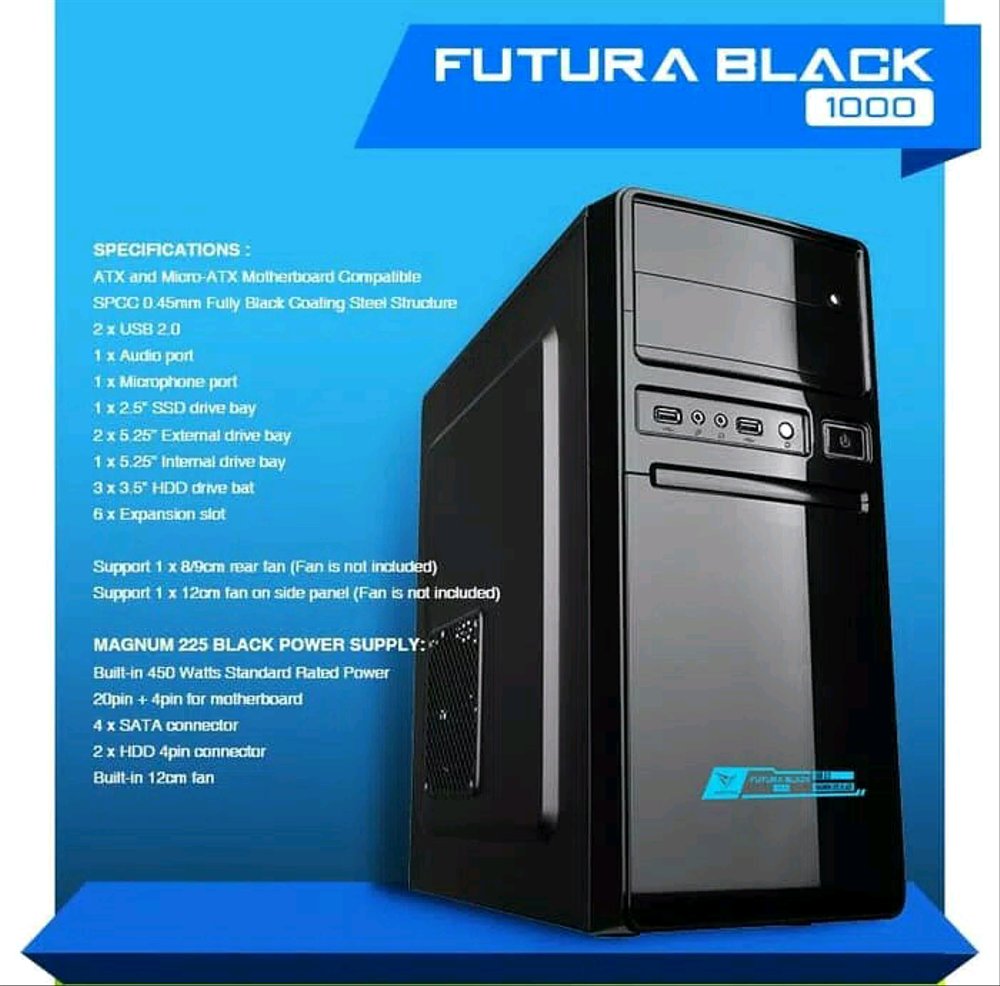 FUTURA BLACK
1000
SPECIFICATIONS :
ATX and Micro-ATX Motherboard Compatible
SPCC 0.45mm Fully Black Coating Steel Structure
2 x USB 2.0
1 x Audio port
1 x Microphone port
1 x 2.5" SSD drive bay
2 x 5.25" External drive bay
1 x 5.25" Internal drive bay
3 x 3.5" HDD drive bat
6 x Expansion slot
Support 1 x 8/9cm rear fan (Fan is not included)
Support 1 x 12cm fan on side panel (Fan is not included)
MAGNUM 225 BLACK POWER SUPPLY:
Built-in 450 Watts Standard Rated Power
20pin + 4pin for motherboard
4 x SATA connector
2 x HDD 4pin connector
Built-in 12cm fan
FUTURA BLACK